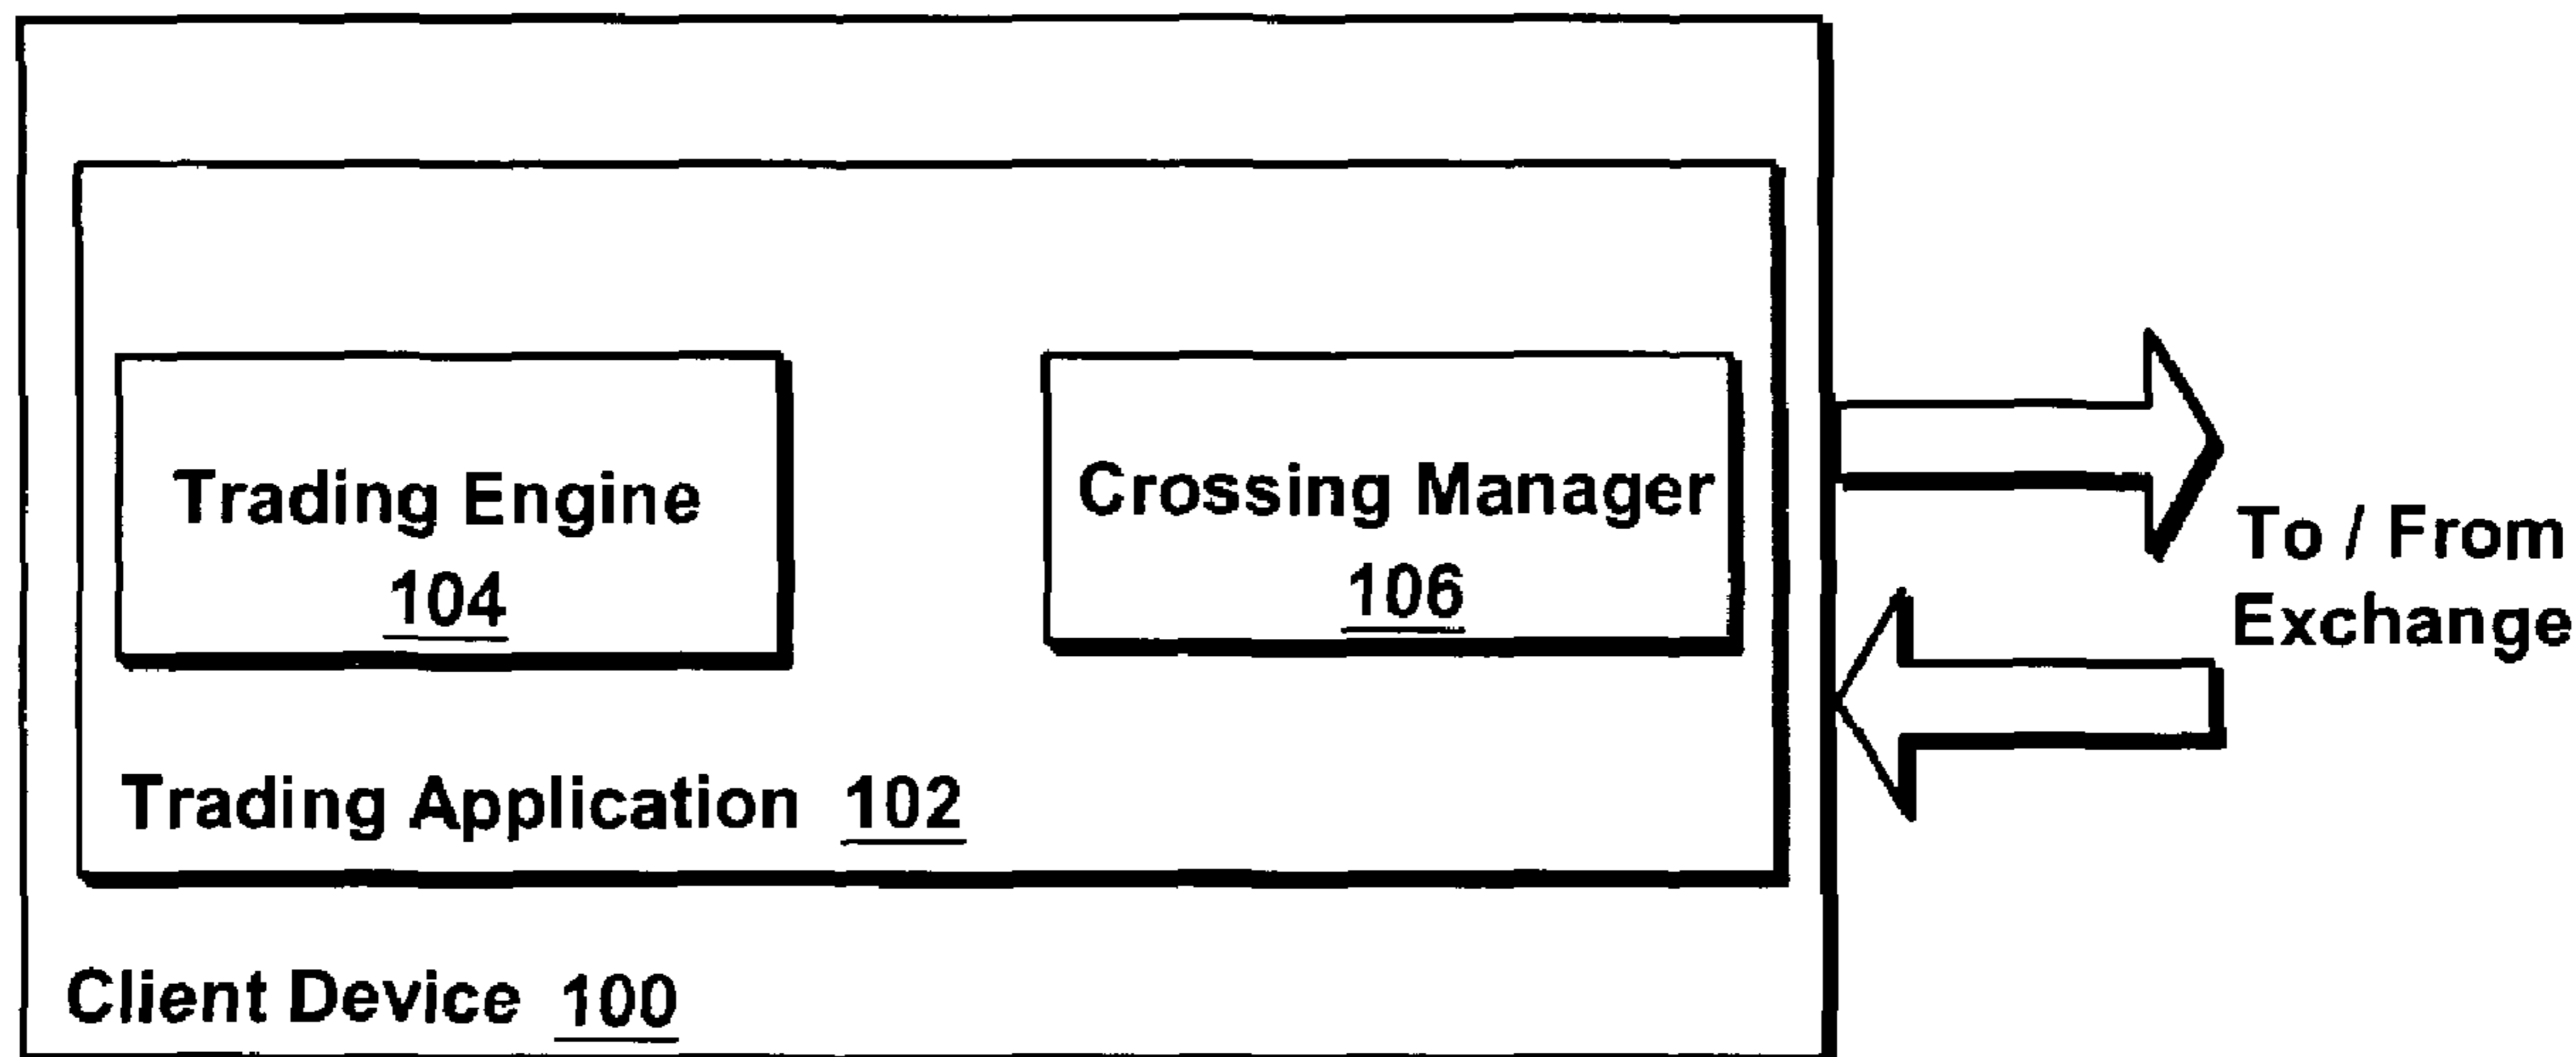 Trading Engine
104
Crossing Manager
106
To / From
Exchange
Trading Application 102
Client Device 100